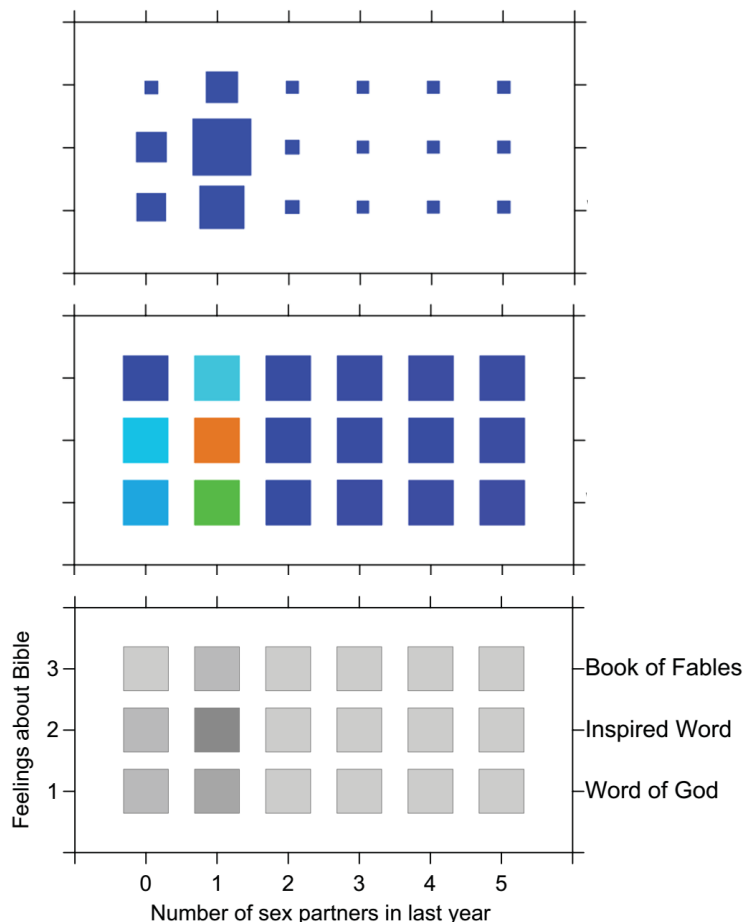 Feelings about Bible
3
Book of Fables
2
Inspired Word
1
Word of God
0 1 2 3 4 5
Number of sex partners in last year